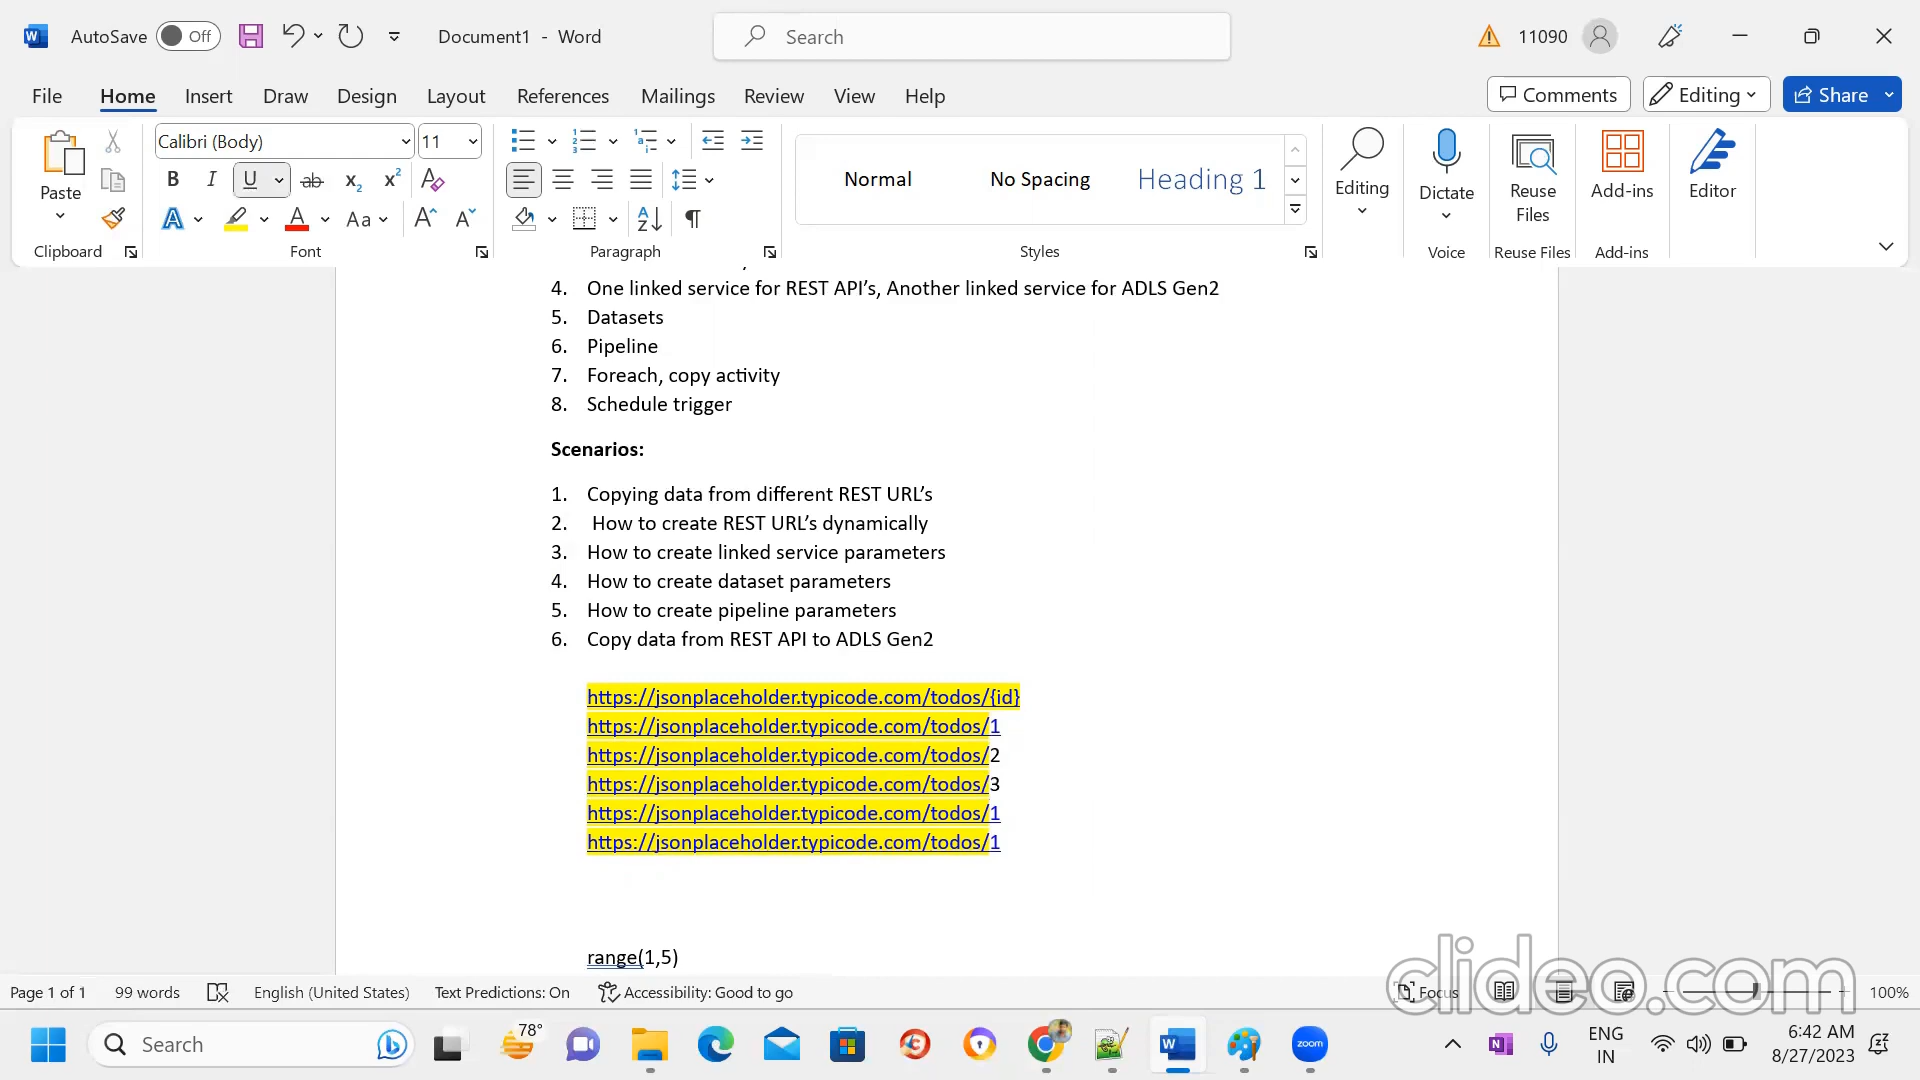 AutoSave Off Document1 - Word Search 11090
File Home Insert Draw Design Layout References Mailings Review View Help Comments Editing Share
Calibri (Body) 11
Paste
Normal No Spacing Heading 1
Editing Dictate Reuse Files Add-ins Editor
Clipboard Font Paragraph Styles Voice Reuse Files Add-ins
4. One linked service for REST API's, Another linked service for ADLS Gen2
5. Datasets
6. Pipeline
7. Foreach, copy activity
8. Schedule trigger
Scenarios:
1. Copying data from different REST URL's
2. How to create REST URL's dynamically
3. How to create linked service parameters
4. How to create dataset parameters
5. How to create pipeline parameters
6. Copy data from REST API to ADLS Gen2
https://jsonplaceholder.typicode.com/todos/{id}
https://jsonplaceholder.typicode.com/todos/1
https://jsonplaceholder.typicode.com/todos/2
https://jsonplaceholder.typicode.com/todos/3
https://jsonplaceholder.typicode.com/todos/1
https://jsonplaceholder.typicode.com/todos/1
range(1,5)
clideo.com
Page 1 of 1 99 words English (United States) Text Predictions: On Accessibility: Good to go Focus 100%
Search 78° zoom ENG IN 6:42 AM 8/27/2023